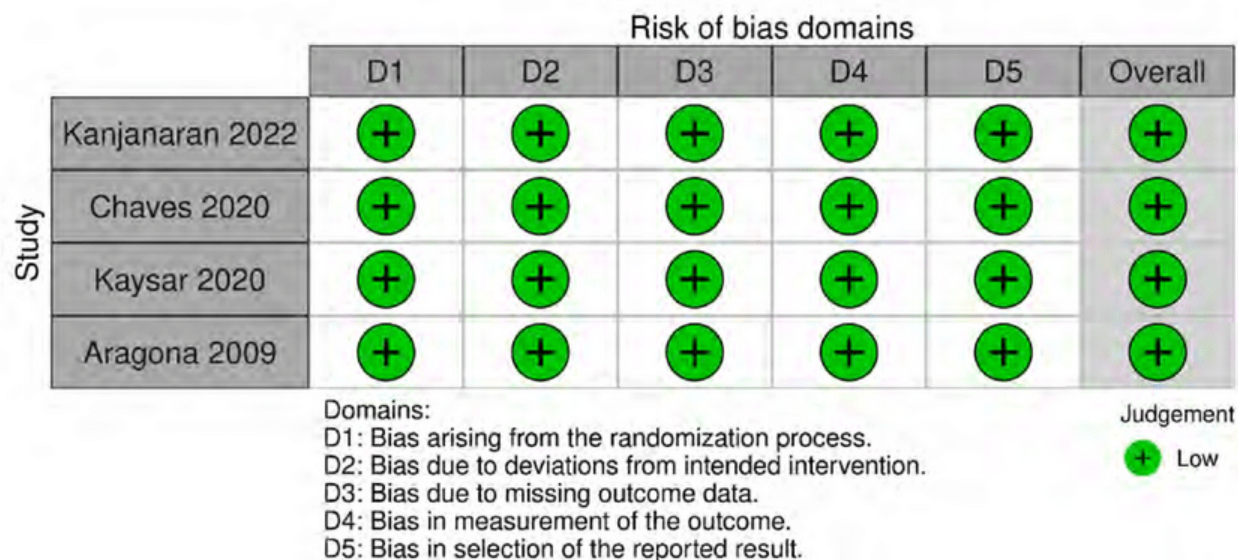 Risk of bias domains
D1 D2 D3 D4 D5 Overall
Study
Kanjanaran 2022 + + + + + +
Chaves 2020 + + + + + +
Kaysar 2020 + + + + + +
Aragona 2009 + + + + + +
Domains:
D1: Bias arising from the randomization process.
D2: Bias due to deviations from intended intervention.
D3: Bias due to missing outcome data.
D4: Bias in measurement of the outcome.
D5: Bias in selection of the reported result.
Judgement
+ Low